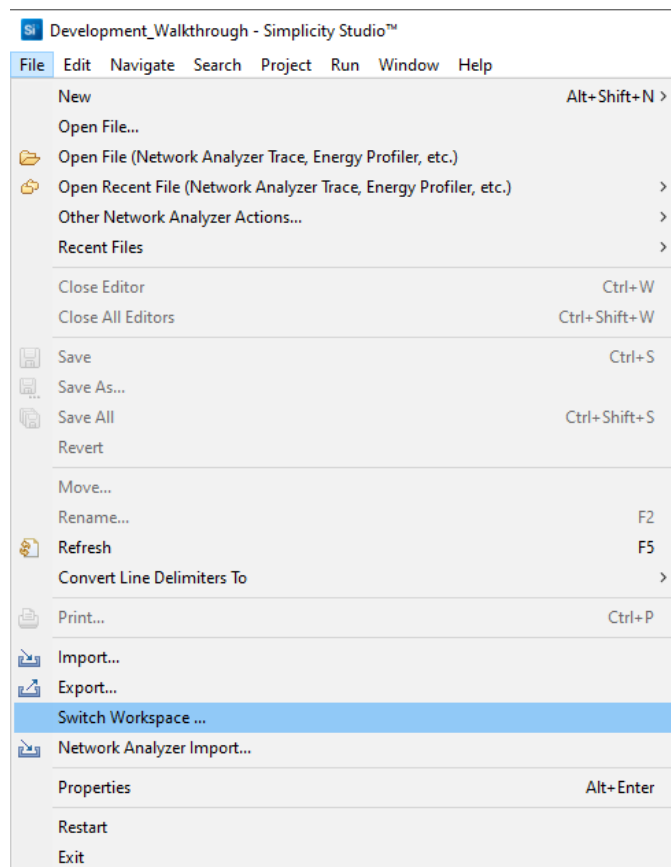 Si Development_Walkthrough - Simplicity Studio™
File Edit Navigate Search Project Run Window Help
New Alt+Shift+N >
Open File...
Open File (Network Analyzer Trace, Energy Profiler, etc.)
Open Recent File (Network Analyzer Trace, Energy Profiler, etc.) >
Other Network Analyzer Actions... >
Recent Files >
Close Editor Ctrl+W
Close All Editors Ctrl+Shift+W
Save Ctrl+S
Save As...
Save All Ctrl+Shift+S
Revert
Move...
Rename... F2
Refresh F5
Convert Line Delimiters To >
Print... Ctrl+P
Import...
Export...
Switch Workspace ...
Network Analyzer Import...
Properties Alt+Enter
Restart
Exit